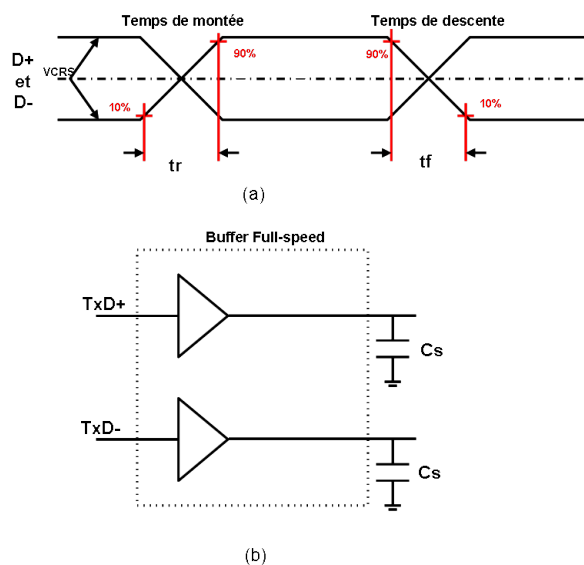 Temps de montée
Temps de descente
D+
et
D-
VCRS
90%
90%
10%
10%
tr
tf
(a)
Buffer Full-speed
TxD+
Cs
TxD-
Cs
(b)